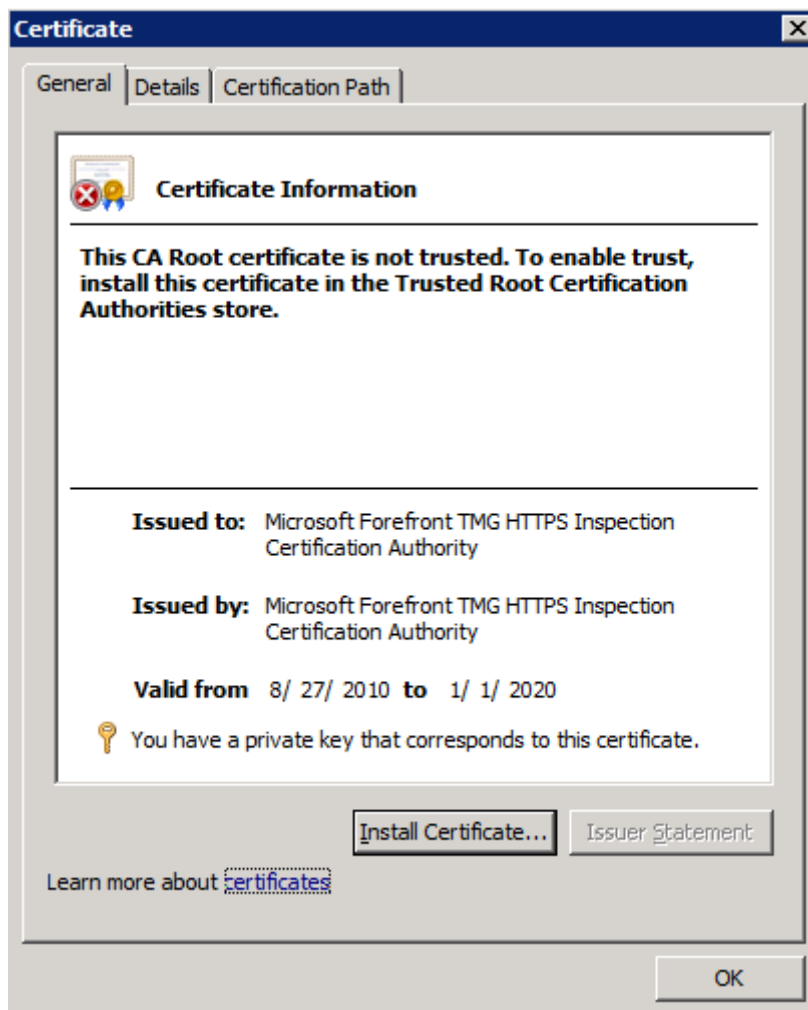 Certificate
General Details Certification Path
Certificate Information
This CA Root certificate is not trusted. To enable trust,
install this certificate in the Trusted Root Certification
Authorities store.
Issued to: Microsoft Forefront TMG HTTPS Inspection
Certification Authority
Issued by: Microsoft Forefront TMG HTTPS Inspection
Certification Authority
Valid from 8/ 27/ 2010 to 1/ 1/ 2020
You have a private key that corresponds to this certificate.
Install Certificate... Issuer Statement
Learn more about certificates
OK